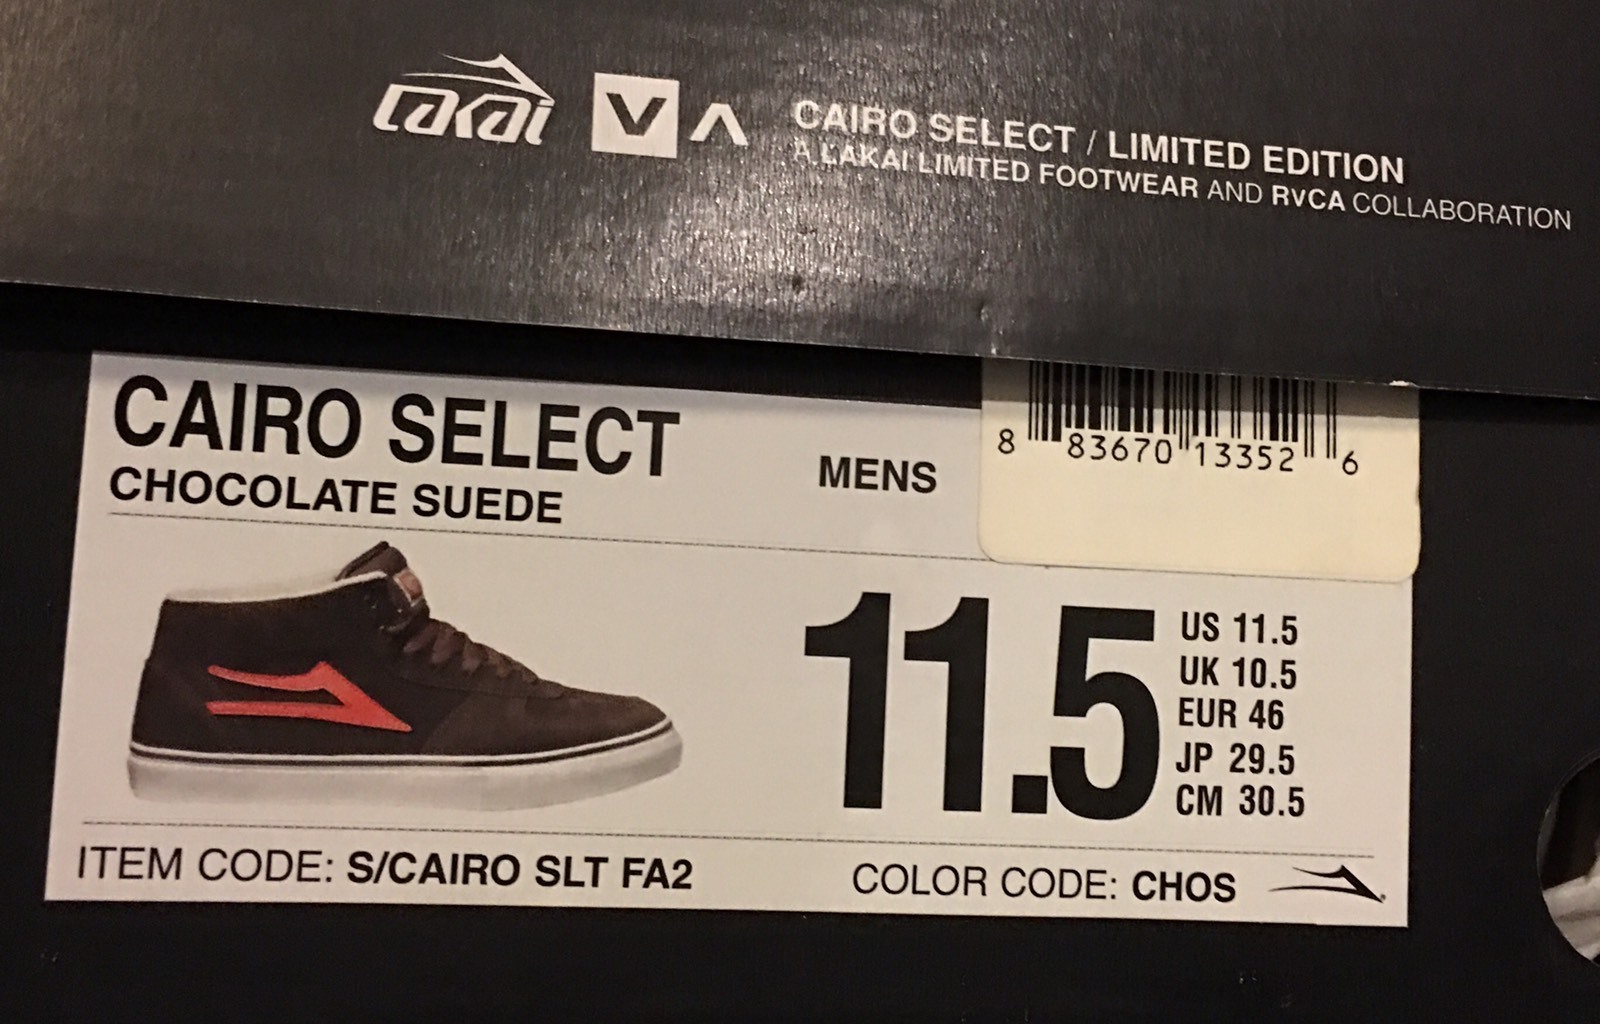 Lakai VA CAIRO SELECT / LIMITED EDITION
A LAKAI LIMITED FOOTWEAR AND RVCA COLLABORATION
CAIRO SELECT
CHOCOLATE SUEDE
MENS
8 83670 13352 6
11.5
US 11.5
UK 10.5
EUR 46
JP 29.5
CM 30.5
ITEM CODE: S/CAIRO SLT FA2
COLOR CODE: CHOS